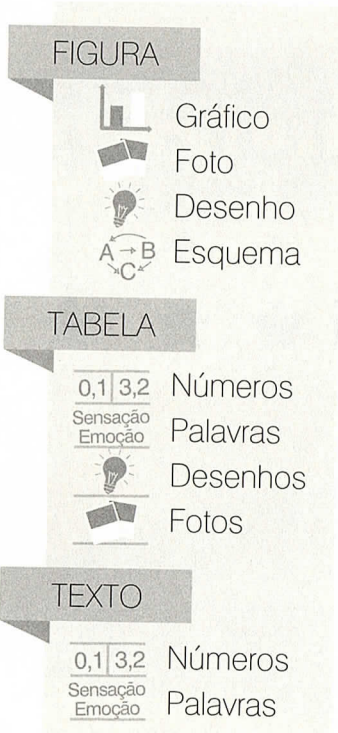 FIGURA
Gráfico
Foto
Desenho
A B Esquema
C
TABELA
0,1 3,2 Números
Sensação
Emoção Palavras
Desenhos
Fotos
TEXTO
0,1 3,2 Números
Sensação
Emoção Palavras